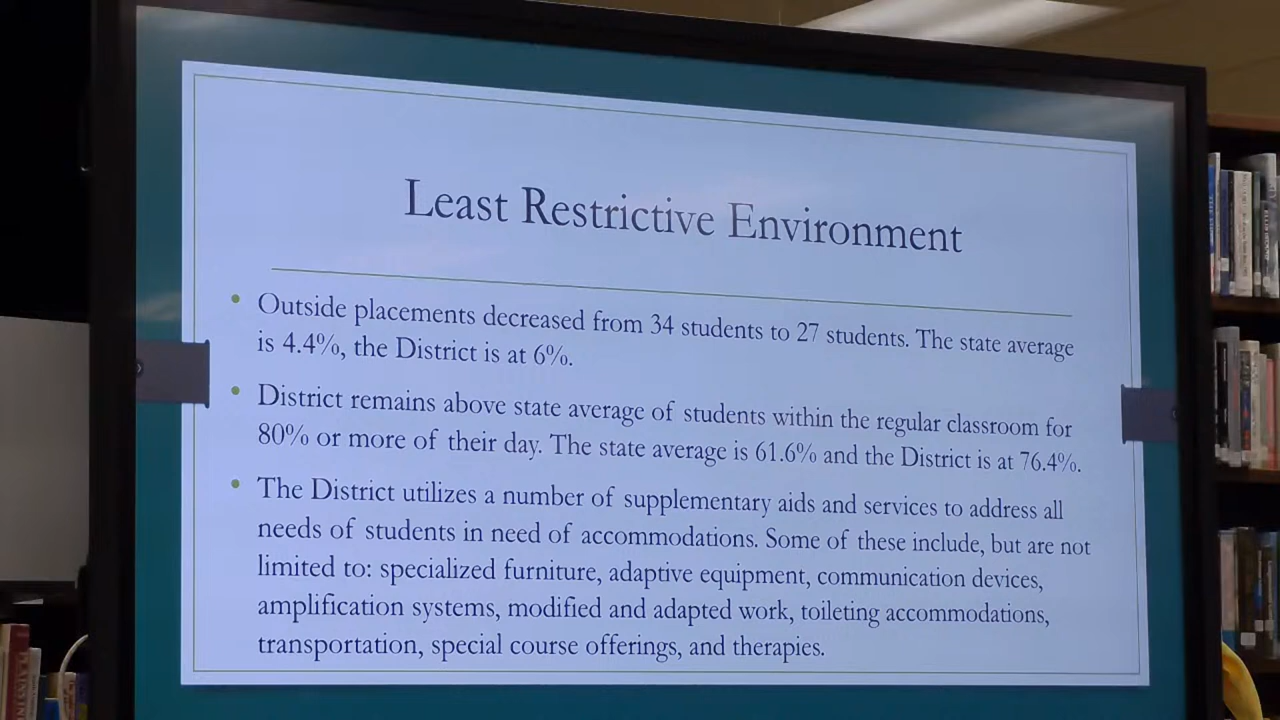 Least Restrictive Environment
• Outside placements decreased from 34 students to 27 students. The state average
is 4.4%, the District is at 6%.
• District remains above state average of students within the regular classroom for
80% or more of their day. The state average is 61.6% and the District is at 76.4%.
• The District utilizes a number of supplementary aids and services to address all
needs of students in need of accommodations. Some of these include, but are not
limited to: specialized furniture, adaptive equipment, communication devices,
amplification systems, modified and adapted work, toileting accommodations,
transportation, special course offerings, and therapies.